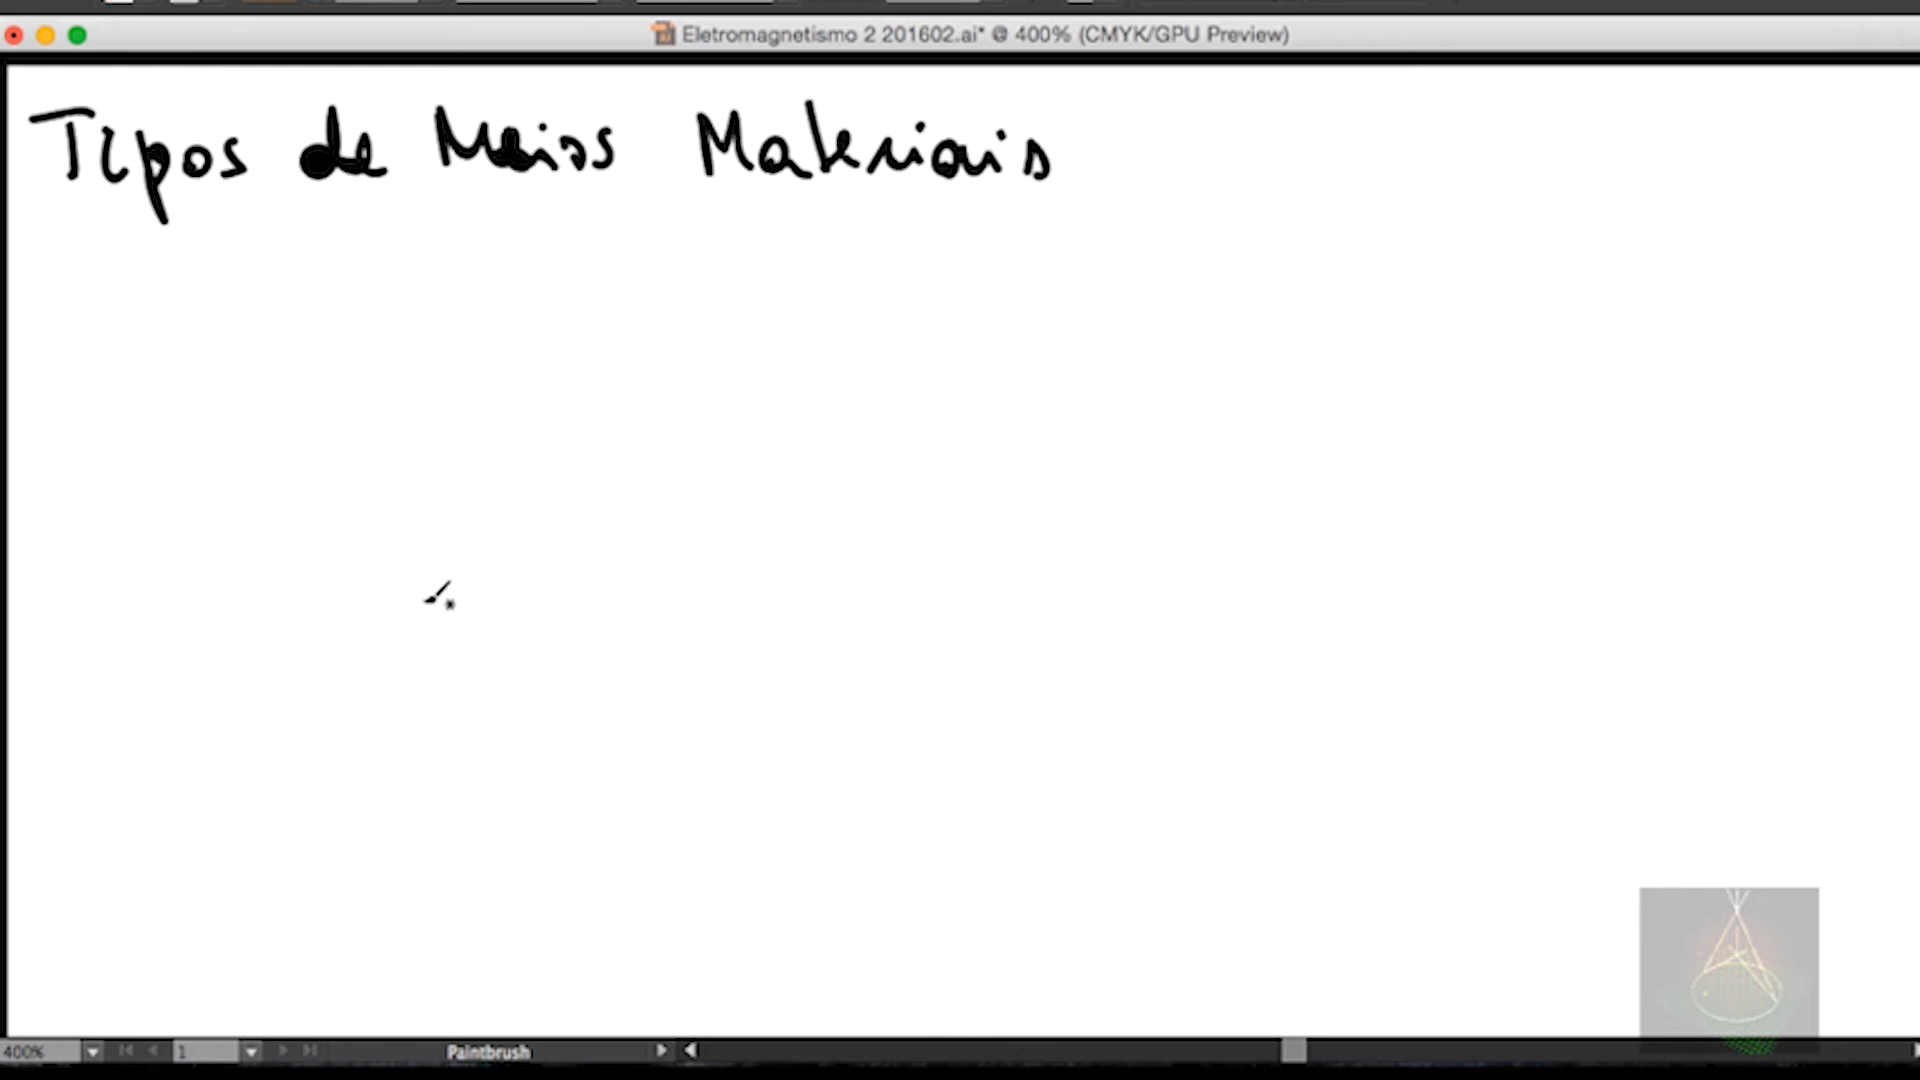 Eletromagnetismo 2 201602.ai* @ 400% (CMYK/GPU Preview)
Tipos de Meios Materiais
400%
1
Paintbrush